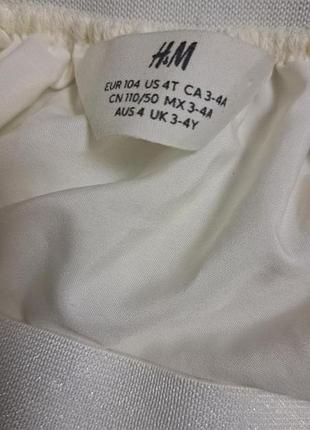 H&M
EUR 104 US 4T CA 3-4A
CN 110/50 MX 3-4A
AUS 4 UK 3-4Y